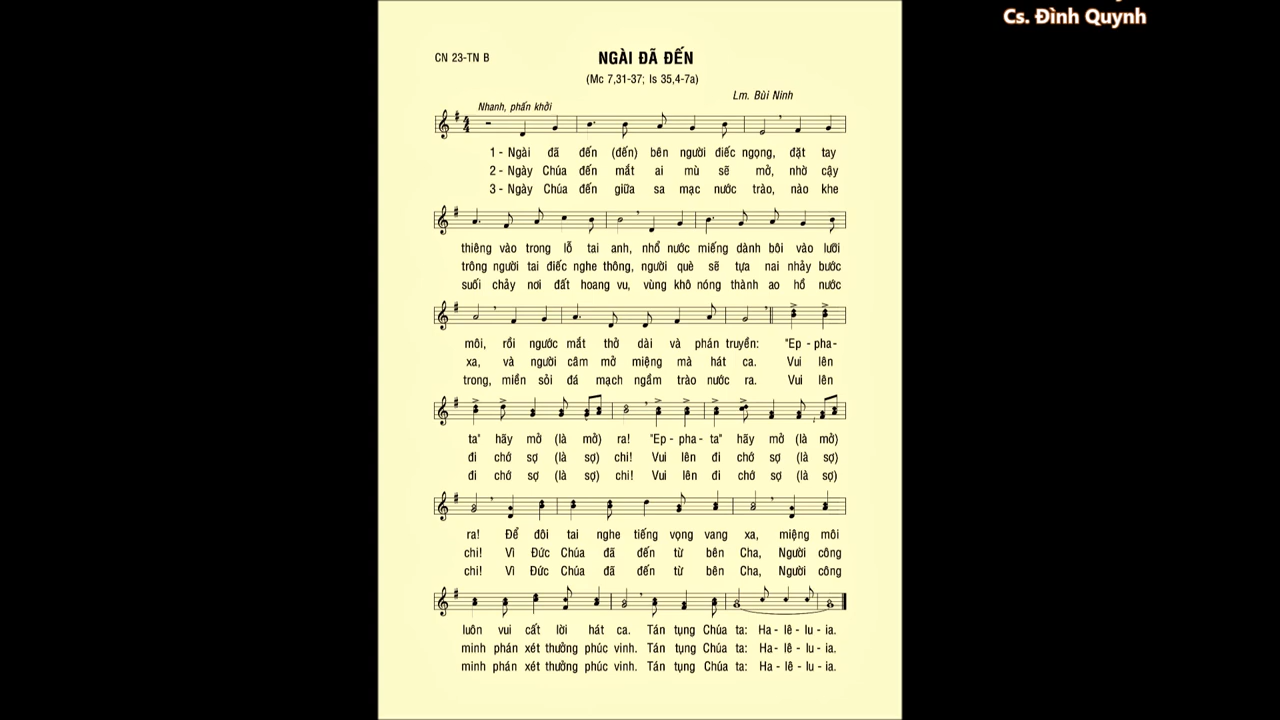 Cs. Đình Quynh
CN 23-TN B
NGÀI ĐÃ ĐẾN
(Mc 7,31-37; Is 35,4-7a)
Lm. Bùi Ninh
Nhanh, phấn khởi
1 - Ngài đã đến (đến) bên người điếc ngọng, đặt tay
2 - Ngày Chúa đến mắt ai mù sẽ mở, nhờ cậy
3 - Ngày Chúa đến giữa sa mạc nước trào, nào khe
thiêng vào trong lỗ tai anh, nhổ nước miếng dành bôi vào lưỡi
trông người tai điếc nghe thông, người què sẽ tựa nai nhảy bước
suối chảy nơi đất hoang vu, vùng khô nóng thành ao hồ nước
môi, rồi ngước mắt thở dài và phán truyền: "Ep - pha-
xa, và người câm mở miệng mà hát ca. Vui lên
trong, miền sỏi đá mạch ngầm trào nước ra. Vui lên
ta" hãy mở (là mở) ra! "Ep - pha - ta" hãy mở (là mở)
đi chớ sợ (là sợ) chi! Vui lên đi chớ sợ (là sợ)
đi chớ sợ (là sợ) chi! Vui lên đi chớ sợ (là sợ)
ra! Để đôi tai nghe tiếng vọng vang xa, miệng môi
chi! Vì Đức Chúa đã đến từ bên Cha, Người công
chi! Vì Đức Chúa đã đến từ bên Cha, Người công
luôn vui cất lời hát ca. Tán tụng Chúa ta: Ha - lê - lu - ia.
minh phán xét thưởng phúc vinh. Tán tụng Chúa ta: Ha- lê - lu - ia.
minh phán xét thưởng phúc vinh. Tán tụng Chúa ta: Ha - lê - lu - ia.